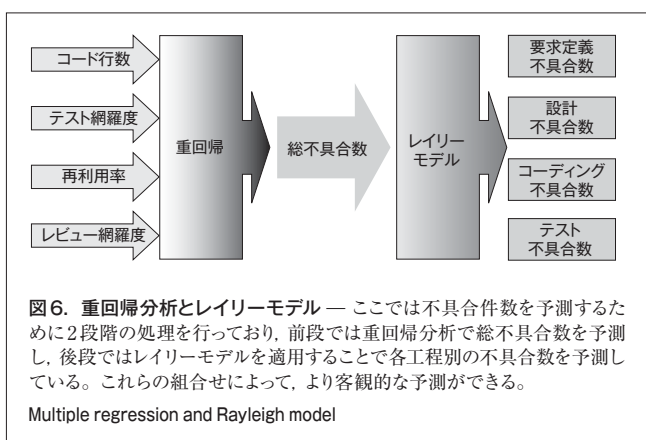 コード行数
テスト網羅度
再利用率
レビュー網羅度
重回帰
総不具合数
レイリー
モデル
要求定義
不具合数
設計
不具合数
コーディング
不具合数
テスト
不具合数
図6. 重回帰分析とレイリーモデル — ここでは不具合件数を予測するた
めに2段階の処理を行っており, 前段では重回帰分析で総不具合数を予測
し, 後段ではレイリーモデルを適用することで各工程別の不具合数を予測し
ている。これらの組合せによって, より客観的な予測ができる。
Multiple regression and Rayleigh model